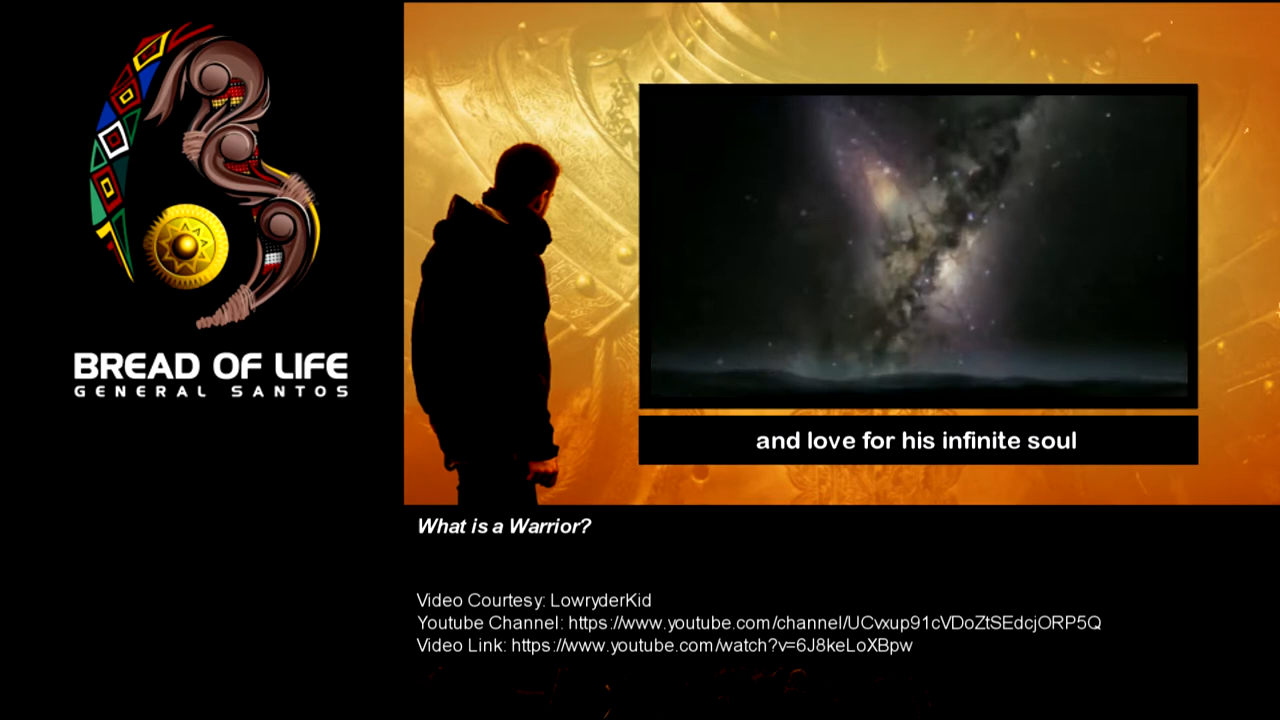 BREAD OF LIFE
GENERAL SANTOS
and love for his infinite soul
What is a Warrior?
Video Courtesy: LowryderKid
Youtube Channel: https://www.youtube.com/channel/UCvxup91cVDoZtSEdcjORP5Q
Video Link: https://www.youtube.com/watch?v=6J8keLoXBpw